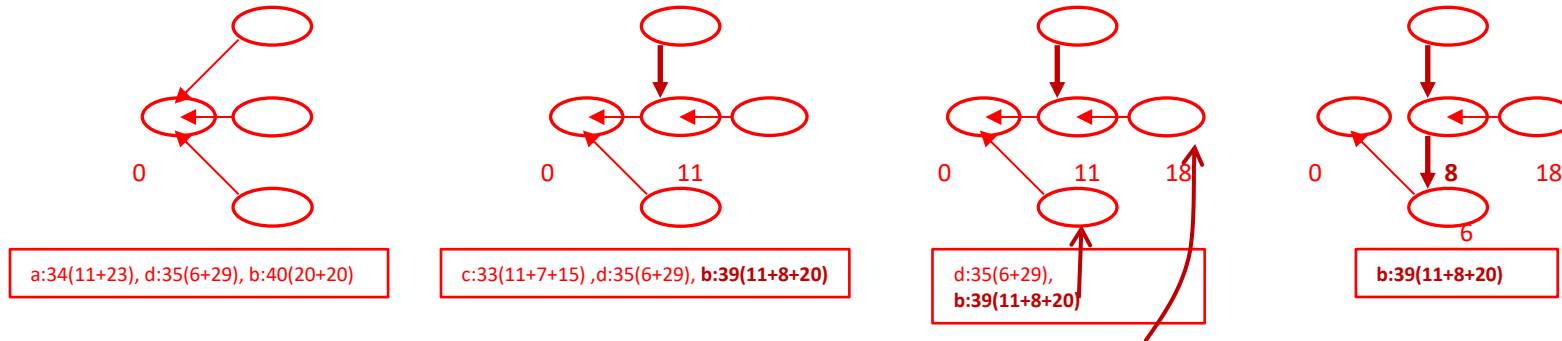 0
a:34(11+23), d:35(6+29), b:40(20+20)
0
11
c:33(11+7+15) ,d:35(6+29), b:39(11+8+20)
0
11
18
d:35(6+29),
b:39(11+8+20)
0
8
18
6
b:39(11+8+20)